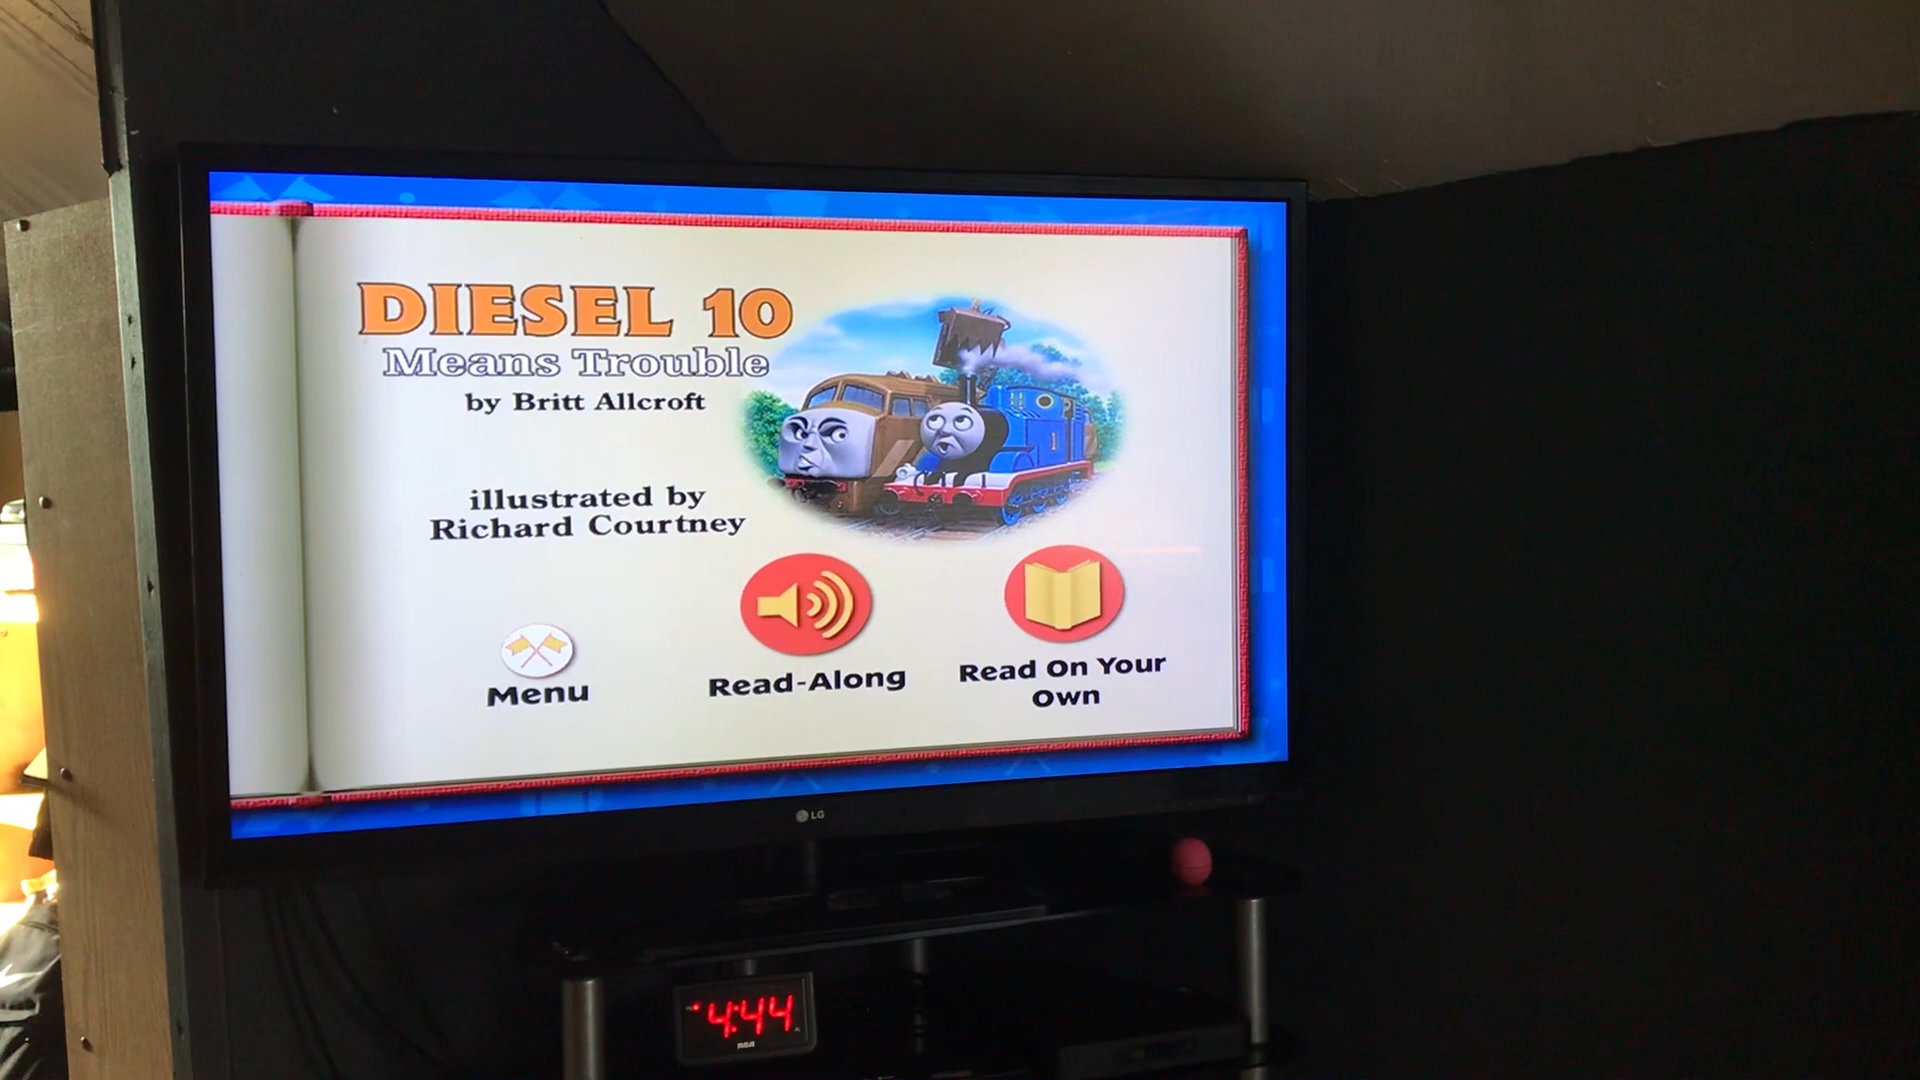 DIESEL 10
Means Trouble
by Britt Allcroft
illustrated by
Richard Courtney
1
Menu
Read-Along
Read On Your
Own
LG
4:44
RCA